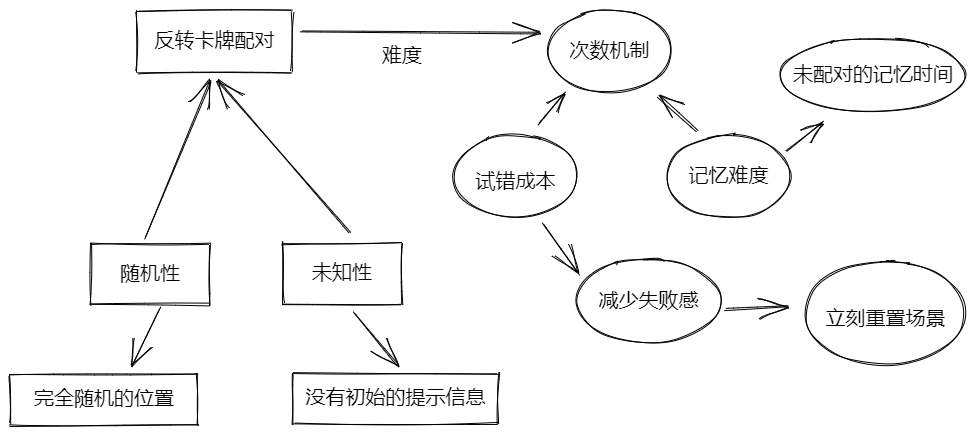 反转卡牌配对
难度
次数机制
未配对的记忆时间
试错成本
记忆难度
随机性
未知性
减少失败感
立刻重置场景
完全随机的位置
没有初始的提示信息